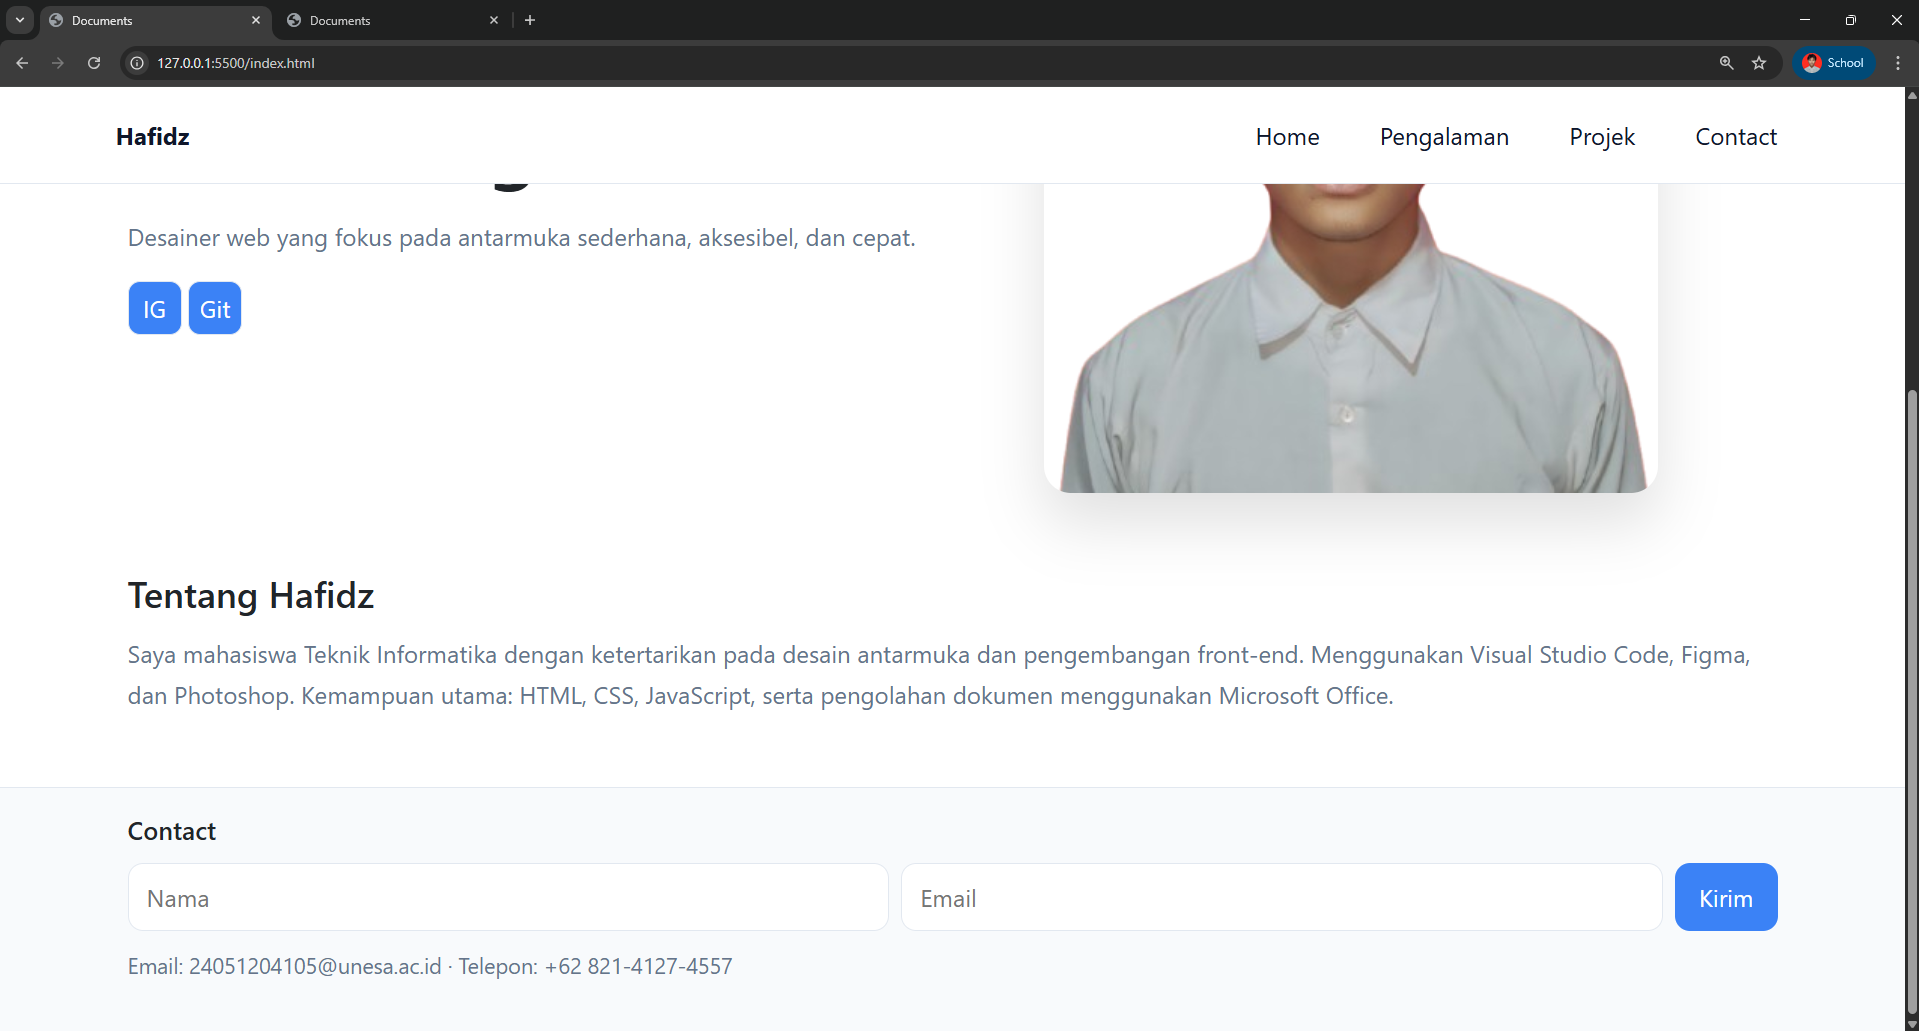 Documents
Documents
127.0.0.1:5500/index.html
School
Hafidz
Home
Pengalaman
Projek
Contact
Desainer web yang fokus pada antarmuka sederhana, aksesibel, dan cepat.
IG
Git
Tentang Hafidz
Saya mahasiswa Teknik Informatika dengan ketertarikan pada desain antarmuka dan pengembangan front-end. Menggunakan Visual Studio Code, Figma,
dan Photoshop. Kemampuan utama: HTML, CSS, JavaScript, serta pengolahan dokumen menggunakan Microsoft Office.
Contact
Nama
Email
Kirim
Email: 24051204105@unesa.ac.id · Telepon: +62 821-4127-4557